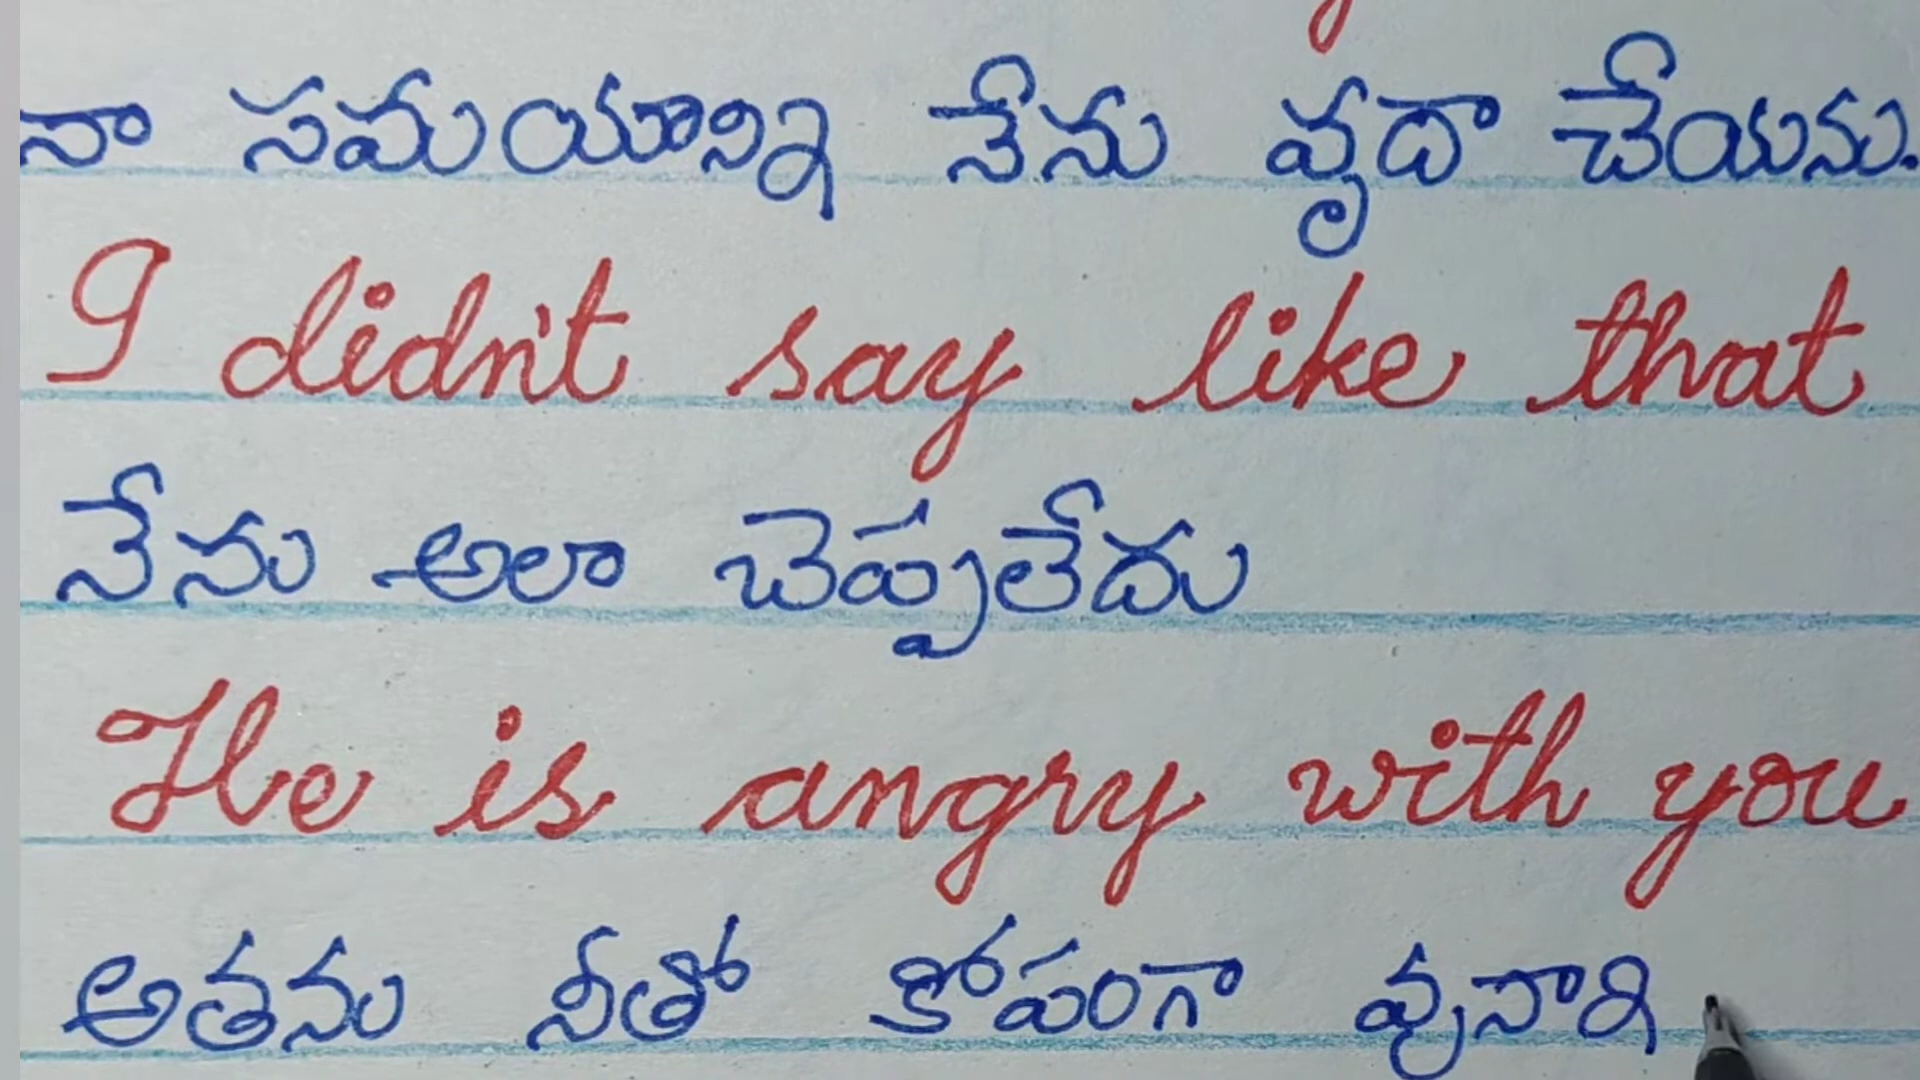 నా సమయాన్ని నేను వృదా చేయను.
I didn't say like that
నేను అలా చెప్పలేదు
He is angry with you
అతను నీతో కోపంగా